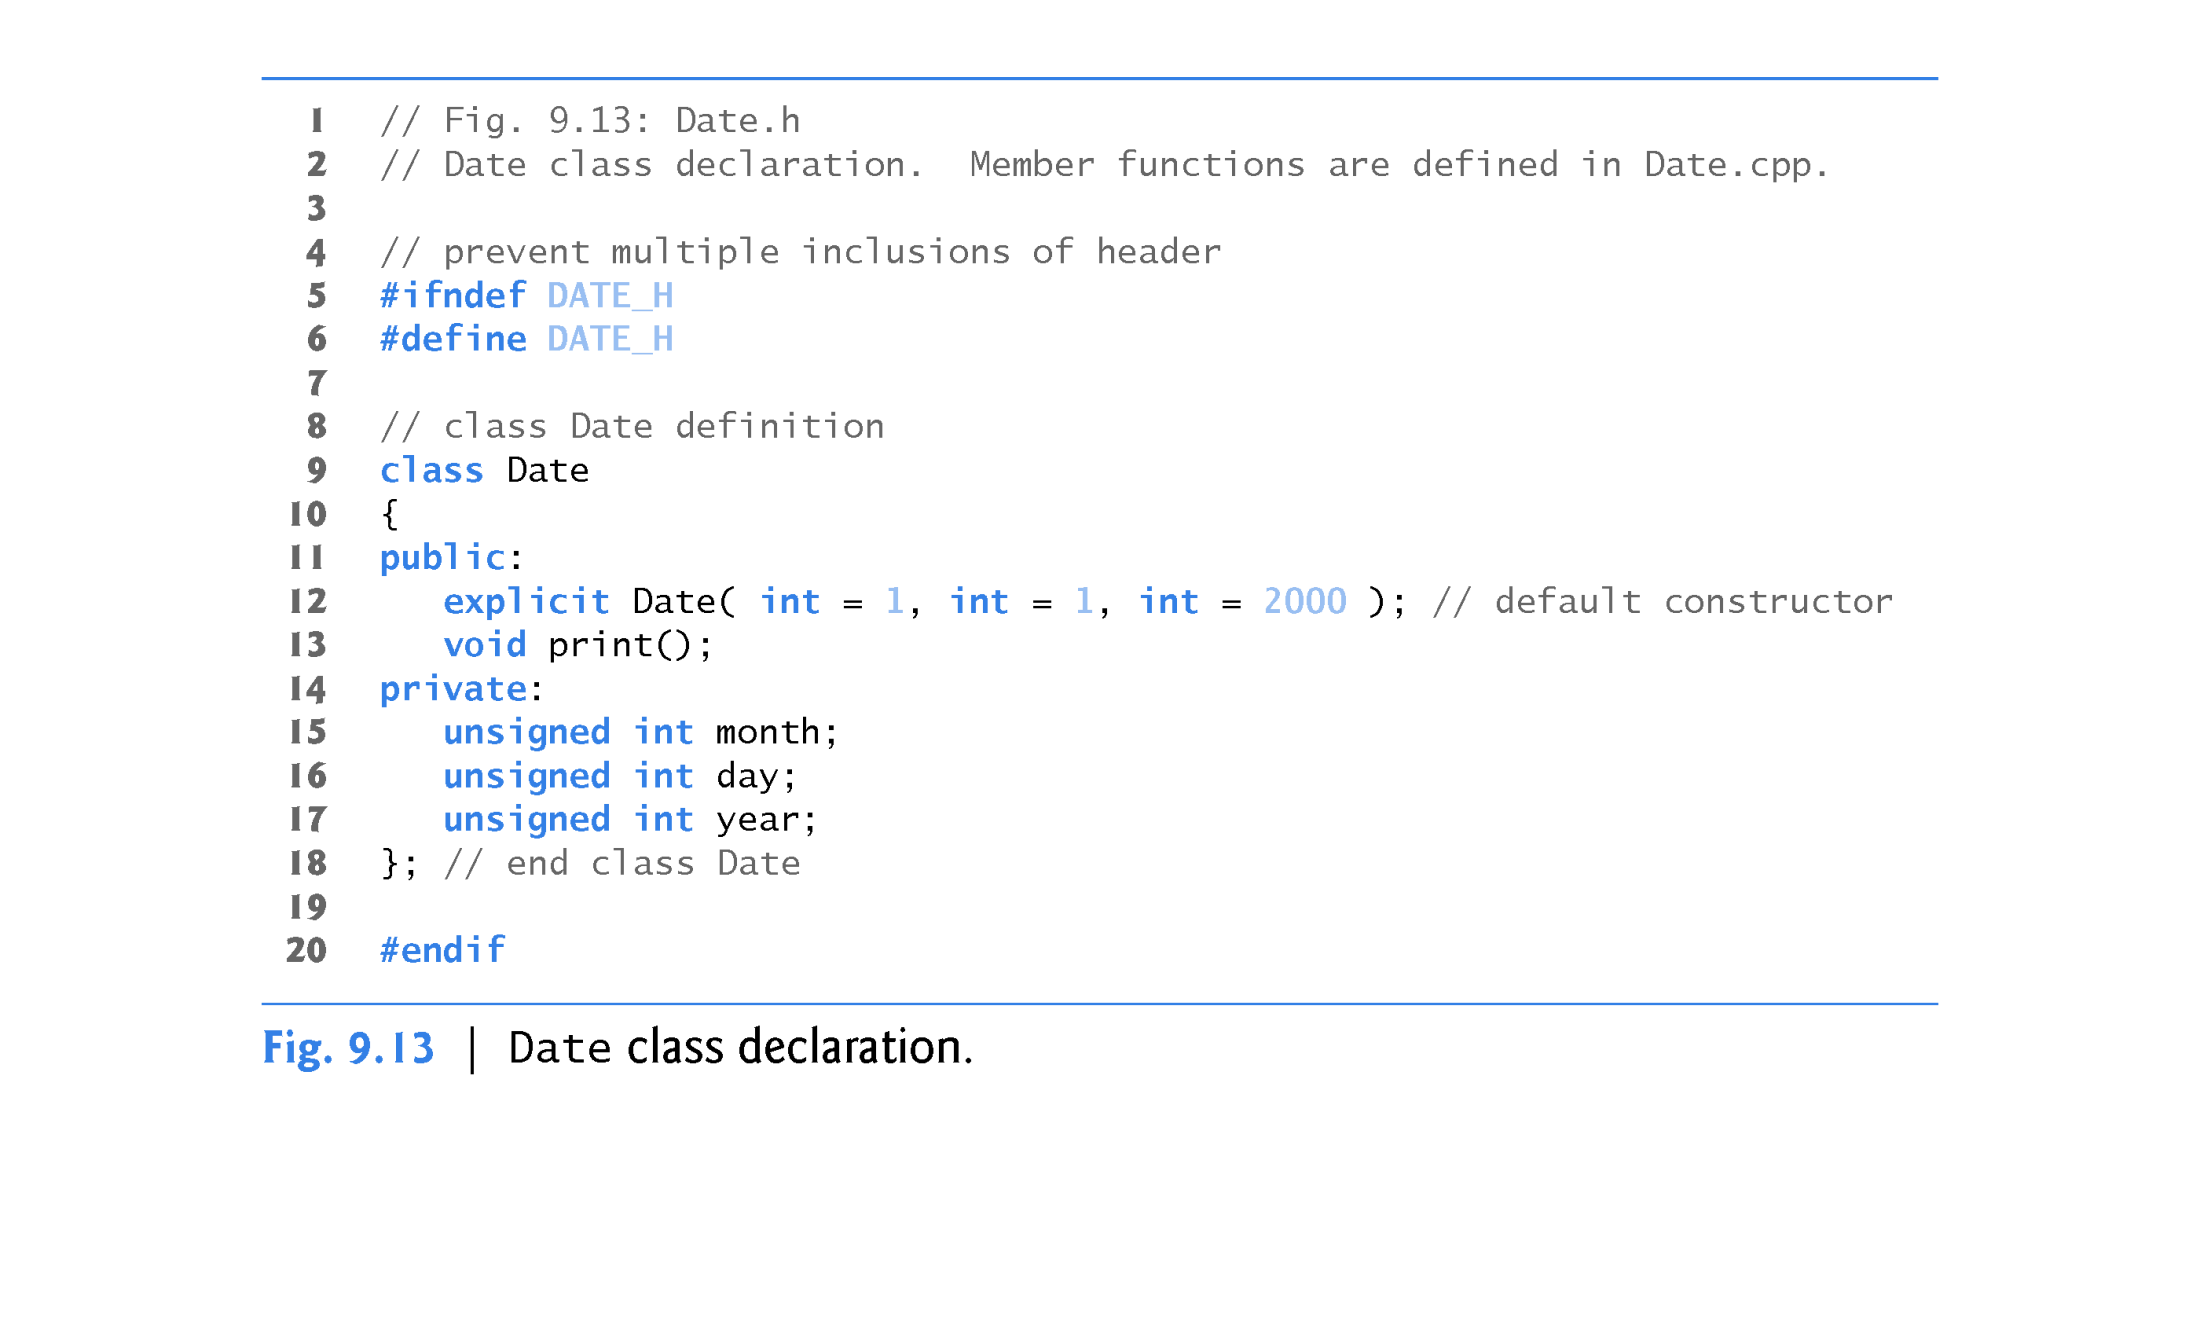 1 // Fig. 9.13: Date.h
2 // Date class declaration.  Member functions are defined in Date.cpp.
3
4 // prevent multiple inclusions of header
5 #ifndef DATE_H
6 #define DATE_H
7
8 // class Date definition
9 class Date
10 {
11 public:
12    explicit Date( int = 1, int = 1, int = 2000 ); // default constructor
13    void print();
14 private:
15    unsigned int month;
16    unsigned int day;
17    unsigned int year;
18 }; // end class Date
19
20 #endif
Fig. 9.13 | Date class declaration.